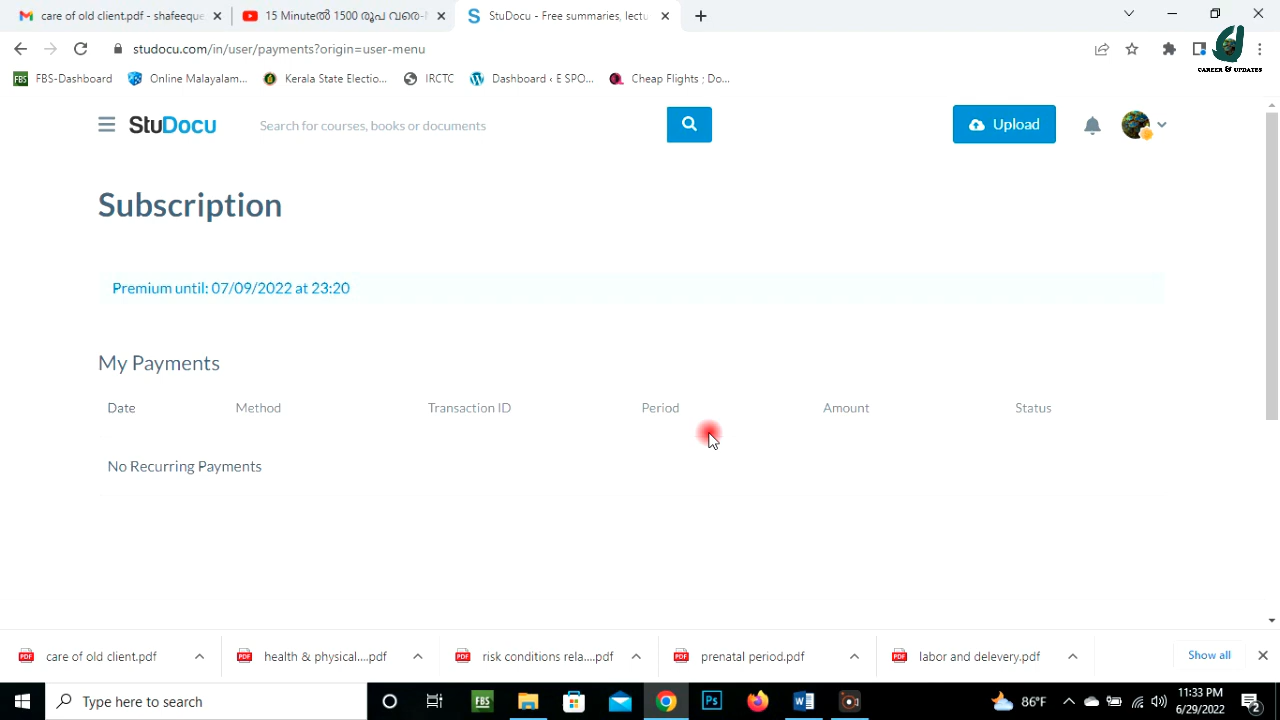 care of old client.pdf - shafeeque
15 Minuteൽ 1500 രൂപ വരെ-
StuDocu - Free summaries, lectu
studocu.com/in/user/payments?origin=user-menu
CAREER & UPDATES
FBS-Dashboard
Online Malayalam...
Kerala State Electio...
IRCTC
Dashboard ‹ E SPO...
Cheap Flights ; Do...
StuDocu
Search for courses, books or documents
Upload
Subscription
Premium until: 07/09/2022 at 23:20
My Payments
Date Method Transaction ID Period Amount Status
No Recurring Payments
care of old client.pdf
health & physical....pdf
risk conditions rela....pdf
prenatal period.pdf
labor and delevery.pdf
Show all
Type here to search
FBS
86°F
11:33 PM
6/29/2022
2